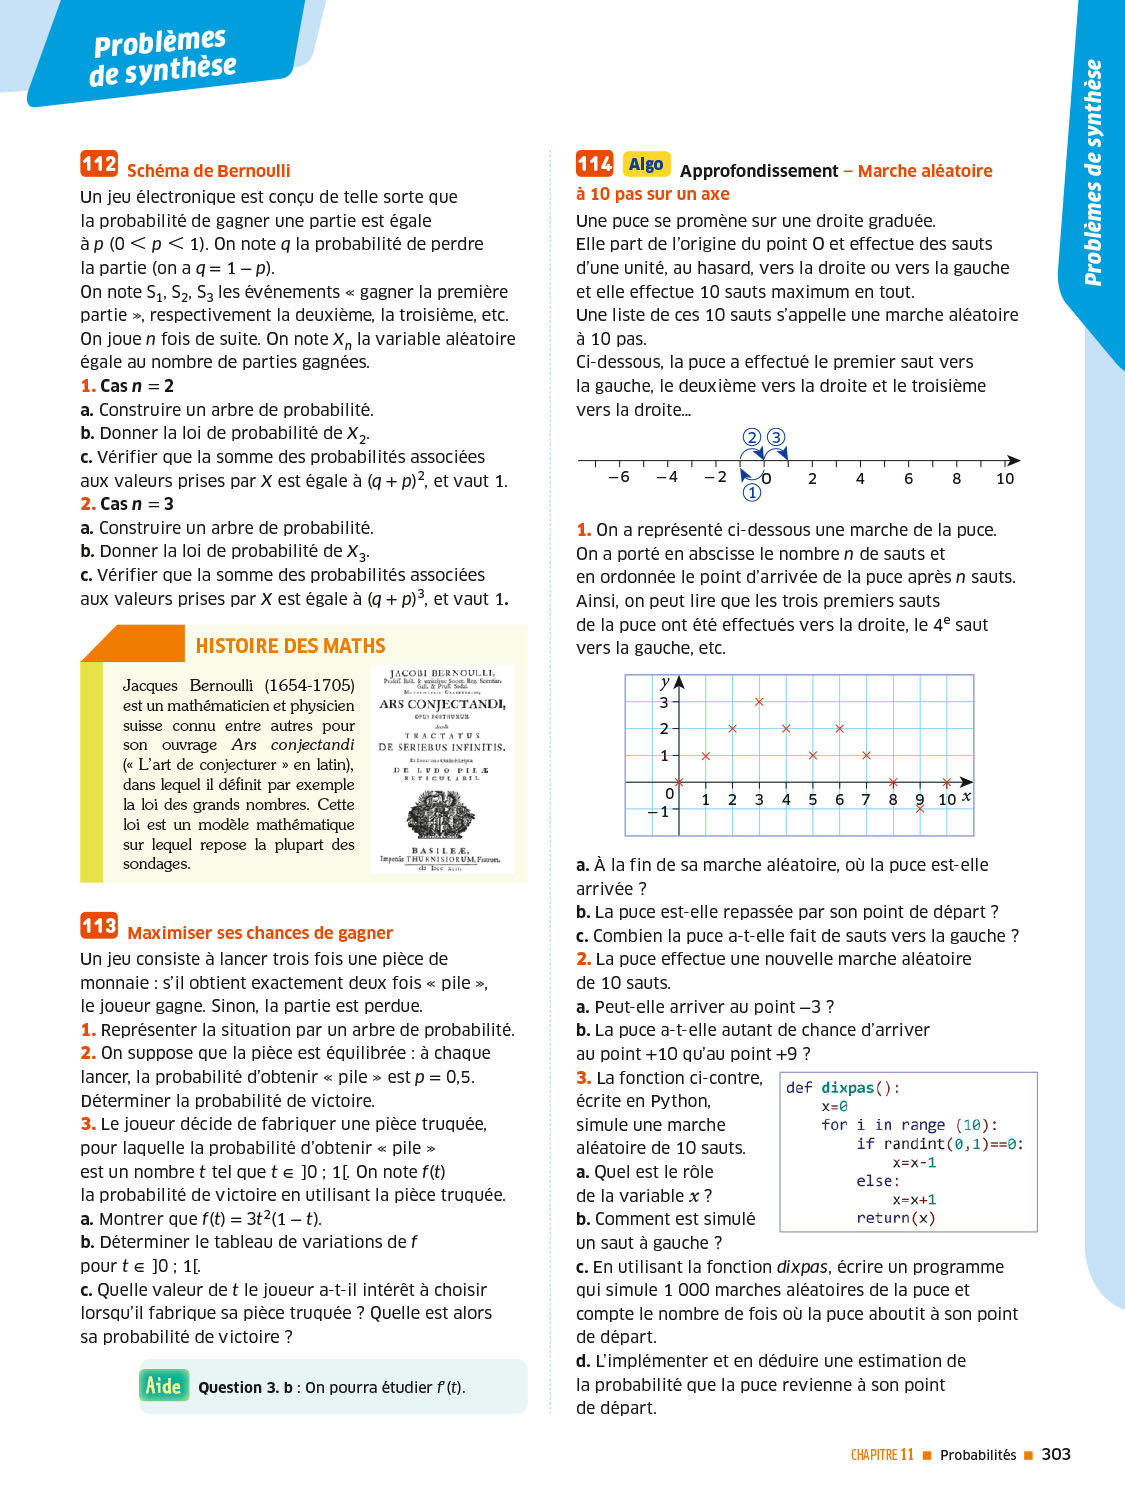 Problèmes
de synthèse
Problèmes de synthèse
112 Schéma de Bernoulli
Un jeu électronique est conçu de telle sorte que
la probabilité de gagner une partie est égale
à p (0 < p < 1). On note q la probabilité de perdre
la partie (on a q = 1 – p).
On note S₁, S₂, S₃ les événements « gagner la première
partie », respectivement la deuxième, la troisième, etc.
On joue n fois de suite. On note Xₙ la variable aléatoire
égale au nombre de parties gagnées.
1. Cas n = 2
a. Construire un arbre de probabilité.
b. Donner la loi de probabilité de X₂.
c. Vérifier que la somme des probabilités associées
aux valeurs prises par X est égale à (q + p)², et vaut 1.
2. Cas n = 3
a. Construire un arbre de probabilité.
b. Donner la loi de probabilité de X₃.
c. Vérifier que la somme des probabilités associées
aux valeurs prises par X est égale à (q + p)³, et vaut 1.
HISTOIRE DES MATHS
Jacques Bernoulli (1654-1705)
est un mathématicien et physicien
suisse connu entre autres pour
son ouvrage Ars conjectandi
(« L'art de conjecturer » en latin),
dans lequel il définit par exemple
la loi des grands nombres. Cette
loi est un modèle mathématique
sur lequel repose la plupart des
sondages.
JACOBI BERNOULLI,
ARS CONJECTANDI,
OPUS POSTHUMUM.
TRACTATUS
DE SERIEBUS INFINITIS.
DE LUDO PILÆ
RETICULARIS.
BASILEÆ,
113 Maximiser ses chances de gagner
Un jeu consiste à lancer trois fois une pièce de
monnaie : s'il obtient exactement deux fois « pile »,
le joueur gagne. Sinon, la partie est perdue.
1. Représenter la situation par un arbre de probabilité.
2. On suppose que la pièce est équilibrée : à chaque
lancer, la probabilité d'obtenir « pile » est p = 0,5.
Déterminer la probabilité de victoire.
3. Le joueur décide de fabriquer une pièce truquée,
pour laquelle la probabilité d'obtenir « pile »
est un nombre t tel que t ∈ ]0 ; 1[. On note f(t)
la probabilité de victoire en utilisant la pièce truquée.
a. Montrer que f(t) = 3t²(1 – t).
b. Déterminer le tableau de variations de f
pour t ∈ ]0 ; 1[.
c. Quelle valeur de t le joueur a-t-il intérêt à choisir
lorsqu'il fabrique sa pièce truquée ? Quelle est alors
sa probabilité de victoire ?
Aide Question 3. b : On pourra étudier f'(t).
114 Algo Approfondissement – Marche aléatoire
à 10 pas sur un axe
Une puce se promène sur une droite graduée.
Elle part de l'origine du point O et effectue des sauts
d'une unité, au hasard, vers la droite ou vers la gauche
et elle effectue 10 sauts maximum en tout.
Une liste de ces 10 sauts s'appelle une marche aléatoire
à 10 pas.
Ci-dessous, la puce a effectué le premier saut vers
la gauche, le deuxième vers la droite et le troisième
vers la droite...
2 3
–6 –4 –2 0 2 4 6 8 10
1
1. On a représenté ci-dessous une marche de la puce.
On a porté en abscisse le nombre n de sauts et
en ordonnée le point d'arrivée de la puce après n sauts.
Ainsi, on peut lire que les trois premiers sauts
de la puce ont été effectués vers la droite, le 4ᵉ saut
vers la gauche, etc.
y
3
2
1
0 1 2 3 4 5 6 7 8 9 10 x
–1
a. À la fin de sa marche aléatoire, où la puce est-elle
arrivée ?
b. La puce est-elle repassée par son point de départ ?
c. Combien la puce a-t-elle fait de sauts vers la gauche ?
2. La puce effectue une nouvelle marche aléatoire
de 10 sauts.
a. Peut-elle arriver au point –3 ?
b. La puce a-t-elle autant de chance d'arriver
au point +10 qu'au point +9 ?
3. La fonction ci-contre,
écrite en Python,
simule une marche
aléatoire de 10 sauts.
a. Quel est le rôle
de la variable x ?
b. Comment est simulé
un saut à gauche ?
def dixpas():
    x=0
    for i in range (10):
        if randint(0,1)==0:
            x=x-1
        else:
            x=x+1
        return(x)
c. En utilisant la fonction dixpas, écrire un programme
qui simule 1 000 marches aléatoires de la puce et
compte le nombre de fois où la puce aboutit à son point
de départ.
d. L'implémenter et en déduire une estimation de
la probabilité que la puce revienne à son point
de départ.
CHAPITRE 11 ■ Probabilités ■ 303